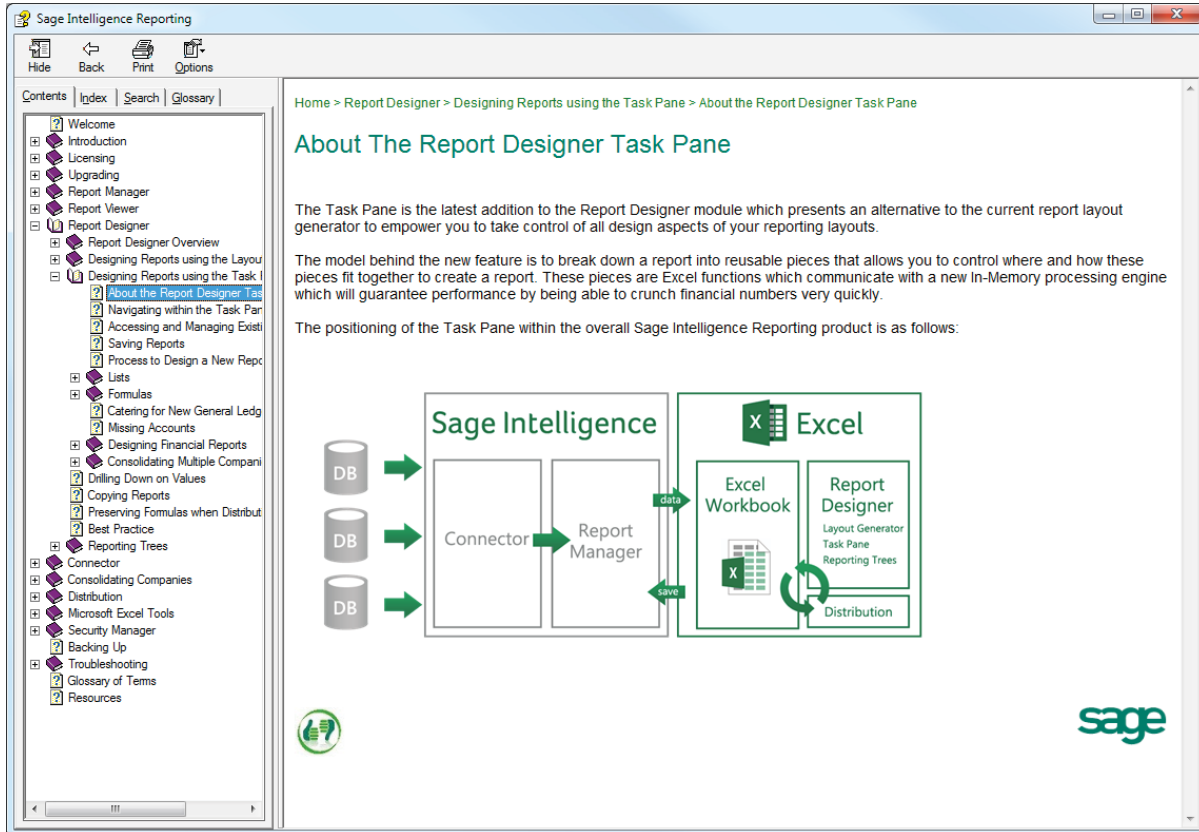 Sage Intelligence Reporting
Hide Back Print Options
Contents Index Search Glossary
Welcome
Introduction
Licensing
Upgrading
Report Manager
Report Viewer
Report Designer
Report Designer Overview
Designing Reports using the Layou
Designing Reports using the Task
About the Report Designer Tas
Navigating within the Task Pan
Accessing and Managing Existi
Saving Reports
Process to Design a New Repo
Lists
Formulas
Catering for New General Ledg
Missing Accounts
Designing Financial Reports
Consolidating Multiple Compani
Drilling Down on Values
Copying Reports
Preserving Formulas when Distribut
Best Practice
Reporting Trees
Connector
Consolidating Companies
Distribution
Microsoft Excel Tools
Security Manager
Backing Up
Troubleshooting
Glossary of Terms
Resources
Home > Report Designer > Designing Reports using the Task Pane > About the Report Designer Task Pane
About The Report Designer Task Pane
The Task Pane is the latest addition to the Report Designer module which presents an alternative to the current report layout
generator to empower you to take control of all design aspects of your reporting layouts.
The model behind the new feature is to break down a report into reusable pieces that allows you to control where and how these
pieces fit together to create a report. These pieces are Excel functions which communicate with a new In-Memory processing engine
which will guarantee performance by being able to crunch financial numbers very quickly.
The positioning of the Task Pane within the overall Sage Intelligence Reporting product is as follows:
DB
DB
DB
Sage Intelligence
Connector
Report
Manager
data
save
X Excel
Excel
Workbook
X
Report
Designer
Layout Generator
Task Pane
Reporting Trees
Distribution
sage